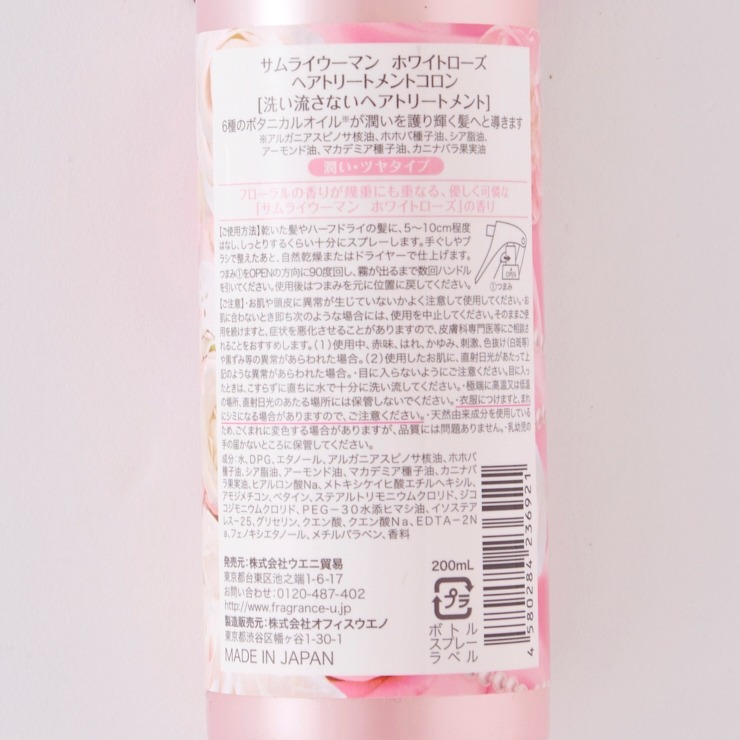 サムライウーマン ホワイトローズ
ヘアトリートメントコロン
[洗い流さないヘアトリートメント]
6種のボタニカルオイル※が潤いを護り輝く髪へと導きます
※アルガニアスピノサ核油、ホホバ種子油、シア脂油、
アーモンド油、マカデミア種子油、カニナバラ果実油
潤い・ツヤタイプ
フローラルの香りが幾重にも重なる、優しく可憐な
「サムライウーマン ホワイトローズ」の香り
【ご使用方法】乾いた髪やハーフドライの髪に、5〜10cm程度
はなし、しっとりするくらい十分にスプレーします。手ぐしやブ
ラシで整えたあと、自然乾燥またはドライヤーで仕上げます。
つまみ①をOPENの方向に90度回し、霧が出るまで数回ハンドル
を引いてください。使用後はつまみを元に位置に戻してください。
①つまみ
OPEN
【ご注意】・お肌や頭皮に異常が生じていないかよく注意して使用してください。・お
肌に合わないとき即ち次のような場合には、使用を中止してください。そのままご使用
を続けますと、症状を悪化させることがありますので、皮膚科専門医等にご相談さ
れることをおすすめします。(1)使用中、赤味、はれ、かゆみ、刺激、色抜け(白斑等)
や黒ずみ等の異常があらわれた場合。(2)使用したお肌に、直射日光があたって上
記のような異常があらわれた場合。・目に入らないようにご注意ください。目に入っ
たときは、こすらずに直ちに水で十分に洗い流してください。・極端に高温又は低温
の場所、直射日光のあたる場所には保管しないでください。・衣服につけますと、まれ
にシミになる場合がありますので、ご注意ください。・天然由来成分を使用している
ため、ごくまれに変色する場合がありますが、品質には問題ありません。・乳幼児の
手の届かないところに保管してください。
成分:水、DPG、エタノール、アルガニアスピノサ核油、ホホバ
種子油、シア脂油、アーモンド油、マカデミア種子油、カニナバ
ラ果実油、ヒアルロン酸Na、メトキシケイヒ酸エチルヘキシル、
アモジメチコン、ベタイン、ステアルトリモニウムクロリド、ジコ
コジモニウムクロリド、PEG-30水添ヒマシ油、イソステア
レス-25、グリセリン、クエン酸、クエン酸Na、EDTA-2N
a、フェノキシエタノール、メチルパラベン、香料
発売元:株式会社ウエニ貿易
東京都台東区池之端1-6-17
お問い合わせ:0120-487-402
http://www.fragrance-u.jp
製造販売元:株式会社オフィスウエノ
東京都渋谷区幡ヶ谷1-30-1
MADE IN JAPAN
200mL
プラ
ボトル
スプレー
ラベル
4580284236921